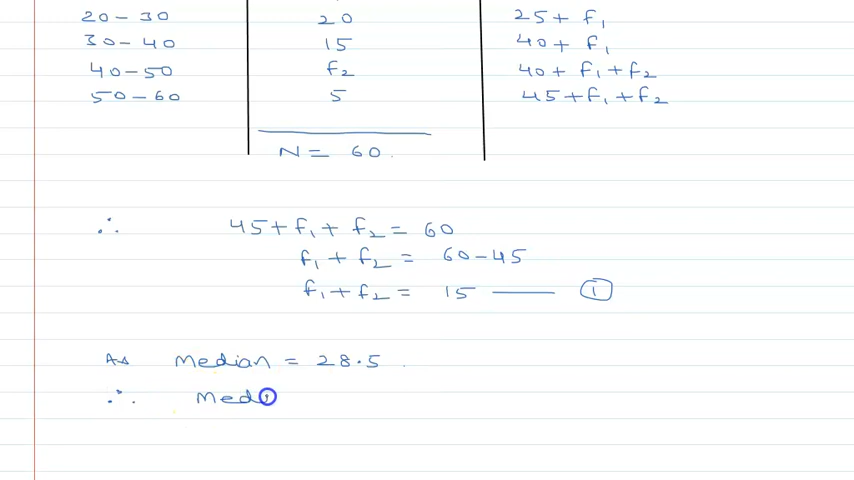 20 - 30 20 25 + f₁
30 - 40 15 40 + f₁
40 - 50 f₂ 40 + f₁ + f₂
50 - 60 5 45 + f₁ + f₂
N = 60
∴ 45 + f₁ + f₂ = 60
f₁ + f₂ = 60 - 45
f₁ + f₂ = 15 —— ①
As Median = 28.5
∴ Medi